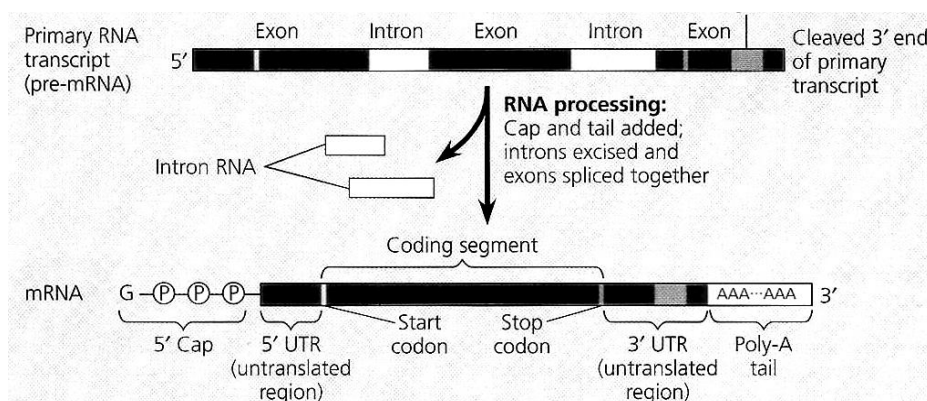 Exon Intron Exon Intron Exon
Primary RNA
transcript
(pre-mRNA)
5′
Cleaved 3′ end
of primary
transcript
RNA processing:
Cap and tail added;
introns excised and
exons spliced together
Intron RNA
Coding segment
mRNA
G P P P
AAA···AAA
3′
5′ Cap
5′ UTR
(untranslated
region)
Start
codon
Stop
codon
3′ UTR
(untranslated
region)
Poly-A
tail